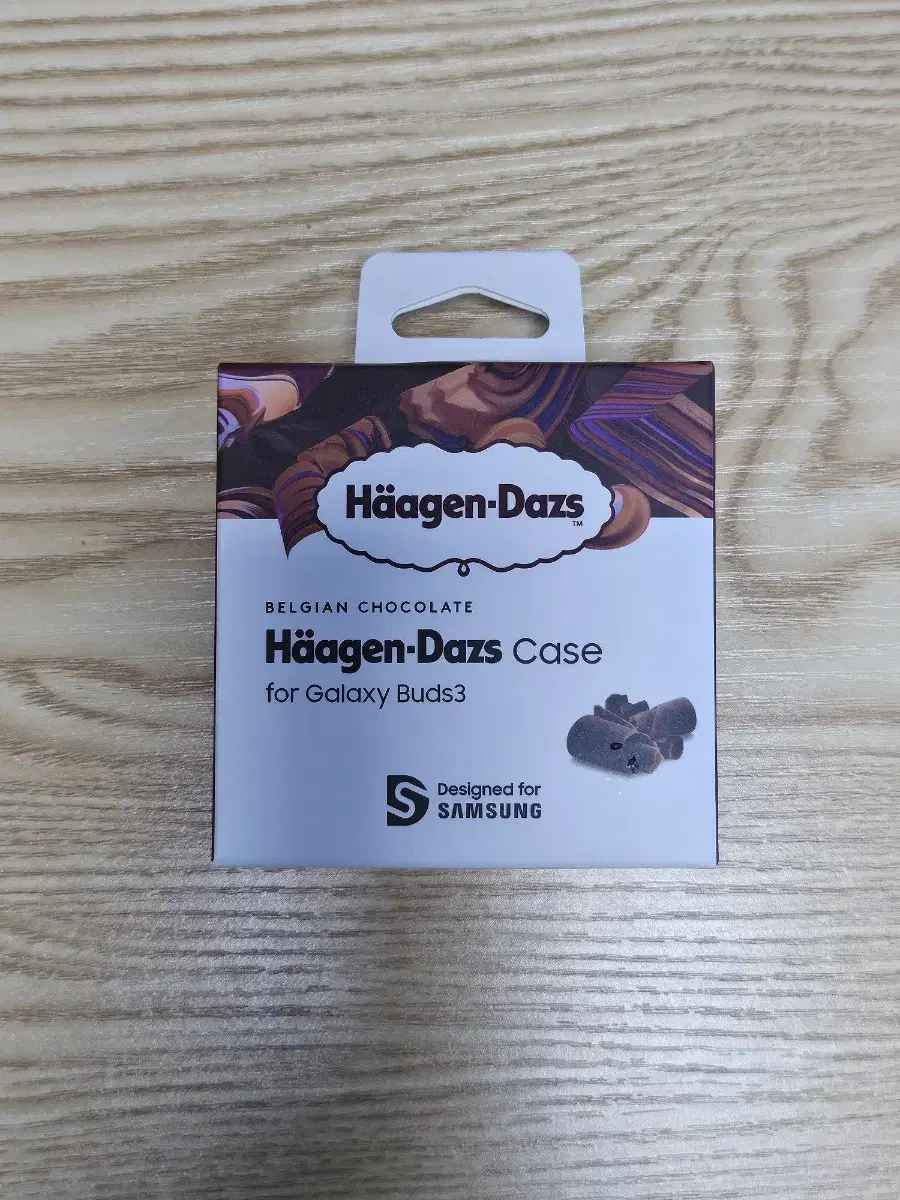 Häagen-Dazs
TM
BELGIAN CHOCOLATE
Häagen-Dazs Case
for Galaxy Buds3
Designed for
SAMSUNG